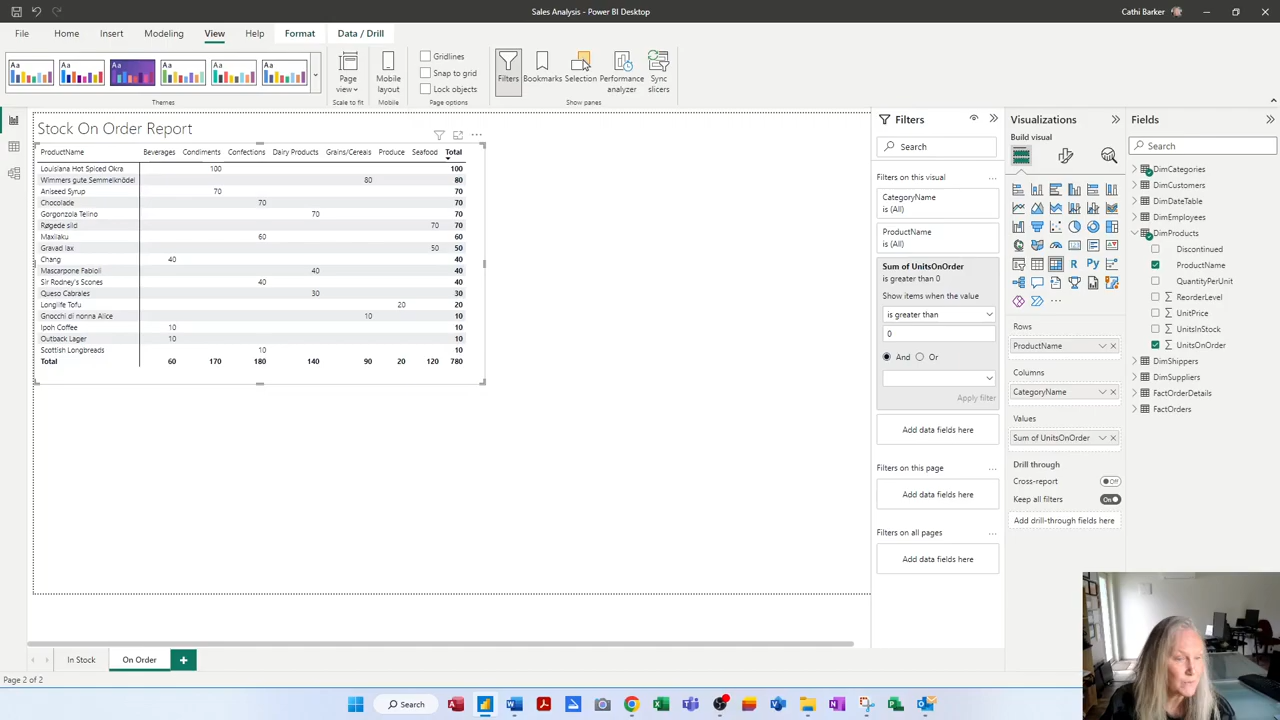 Sales Analysis - Power BI Desktop
Cathi Barker
File Home Insert Modeling View Help Format Data / Drill
Aa Aa Aa Aa Aa Aa
Page view
Mobile layout
Gridlines
Snap to grid
Lock objects
Filters Bookmarks Selection Performance analyzer Sync slicers
Themes Scale to fit Mobile Page options Show panes
Stock On Order Report
ProductName Beverages Condiments Confections Dairy Products Grains/Cereals Produce Seafood Total
Louisiana Hot Spiced Okra 100 100
Wimmers gute Semmelknödel 80 80
Aniseed Syrup 70 70
Chocolade 70 70
Gorgonzola Telino 70 70
Røgede sild 70 70
Maxilaku 60 60
Gravad lax 50 50
Chang 40 40
Mascarpone Fabioli 40 40
Sir Rodney's Scones 40 40
Queso Cabrales 30 30
Longlife Tofu 20 20
Gnocchi di nonna Alice 10 10
Ipoh Coffee 10 10
Outback Lager 10 10
Scottish Longbreads 10 10
Total 60 170 180 140 90 20 120 780
Filters
Search
Filters on this visual
CategoryName
is (All)
ProductName
is (All)
Sum of UnitsOnOrder
is greater than 0
Show items when the value
is greater than
0
And Or
Apply filter
Add data fields here
Filters on this page
Add data fields here
Filters on all pages
Add data fields here
Visualizations
Build visual
R Py
Rows
ProductName
Columns
CategoryName
Values
Sum of UnitsOnOrder
Drill through
Cross-report Off
Keep all filters On
Add drill-through fields here
Fields
Search
DimCategories
DimCustomers
DimDateTable
DimEmployees
DimProducts
Discontinued
ProductName
QuantityPerUnit
ReorderLevel
UnitPrice
UnitsInStock
UnitsOnOrder
DimShippers
DimSuppliers
FactOrderDetails
FactOrders
In Stock On Order
Page 2 of 2
Search